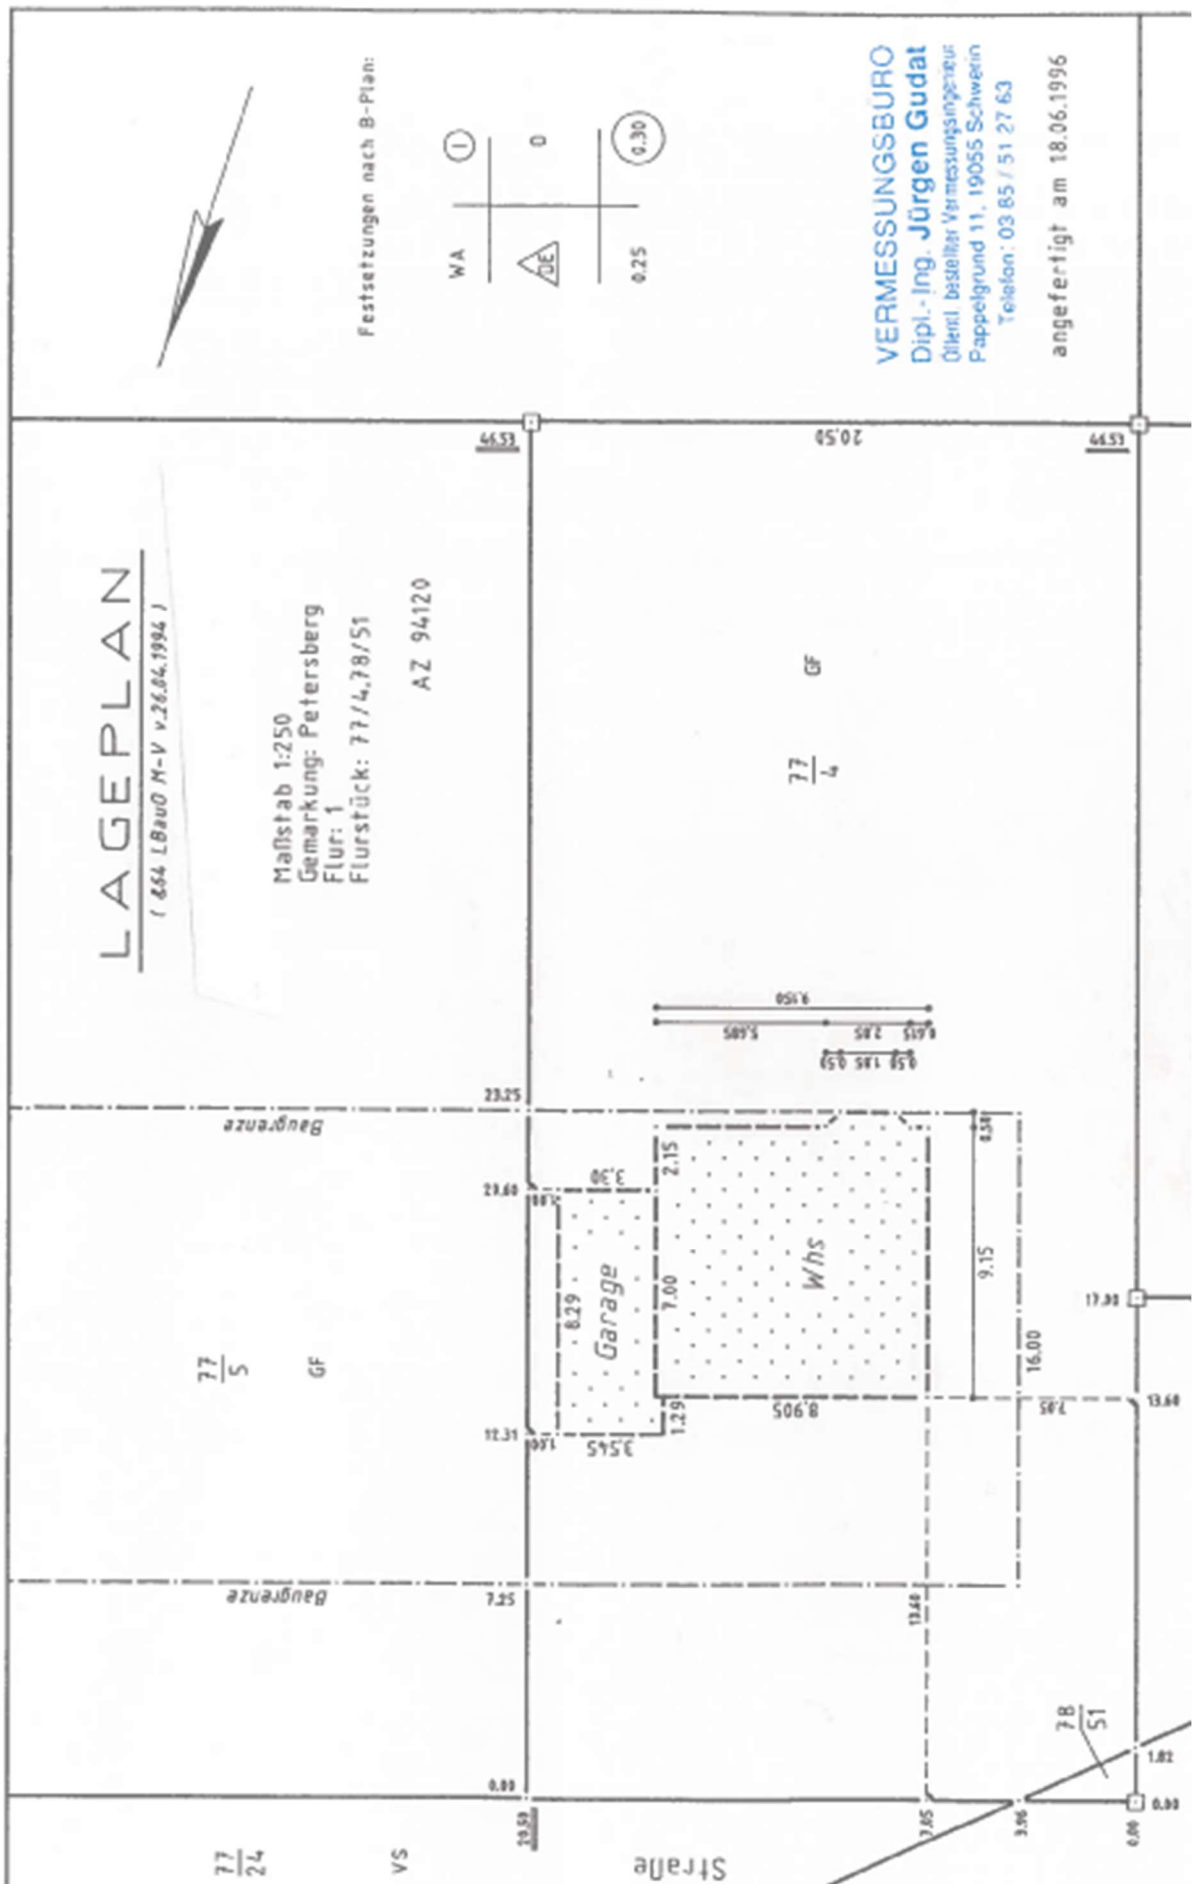 LAGEPLAN
( §64 LBauO M-V v.26.04.1994 )
Maßstab 1:250
Gemarkung: Petersberg
Flur: 1
Flurstück: 77/4,78/51
AZ 94120
Festsetzungen nach B-Plan:
WA
I
DE
O
0.25
0.30
VERMESSUNGSBÜRO
Dipl.-Ing. Jürgen Gudat
Öffentl. bestellter Vermessungsingenieur
Pappelgrund 11, 19055 Schwerin
Telefon: 03 85 / 51 27 63
angefertigt am 18.06.1996
46.53
20.50
46.53
77
4
GF
9.150
5.685
2.85
0.615
0.50
1.85
0.50
23.25
Baugrenze
20.60
1.00
3.30
2.15
0.50
8.29
Garage
7.00
Whs
9.15
16.00
17.00
77
5
GF
12.31
1.00
3.545
1.29
8.905
7.05
13.60
7.25
Baugrenze
13.60
78
51
1.82
0.00
0.00
20.50
7.05
3.96
0.00
77
24
VS
Straße